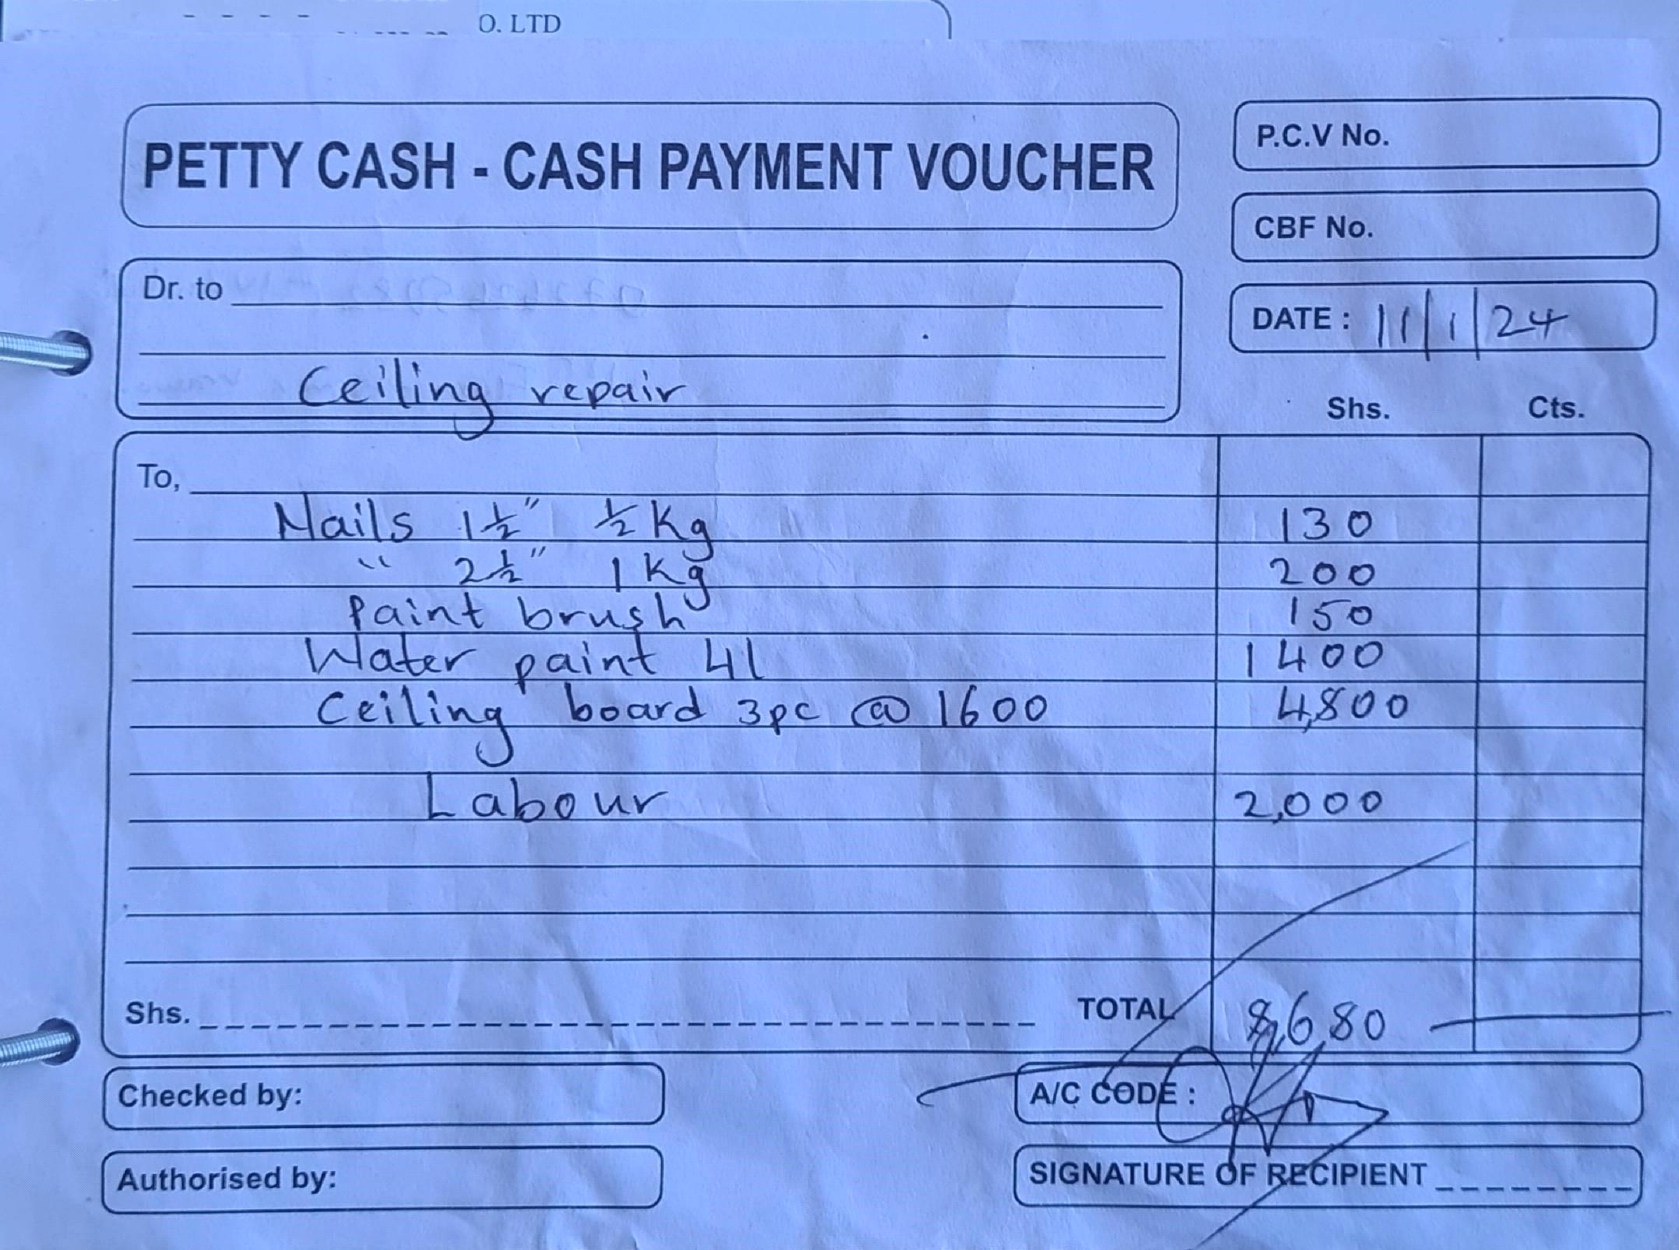 O. LTD
PETTY CASH - CASH PAYMENT VOUCHER
P.C.V No.
CBF No.
Dr. to
DATE : 11/1/24
Ceiling repair
Shs. Cts.
To,
Nails 1½" ½ Kg 130
" 2½" 1 Kg 200
Paint brush 150
Water paint 4l 1400
Ceiling board 3pc @ 1600 4,800
Labour 2,000
Shs. TOTAL 8,680
Checked by:
A/C CODE :
Authorised by:
SIGNATURE OF RECIPIENT